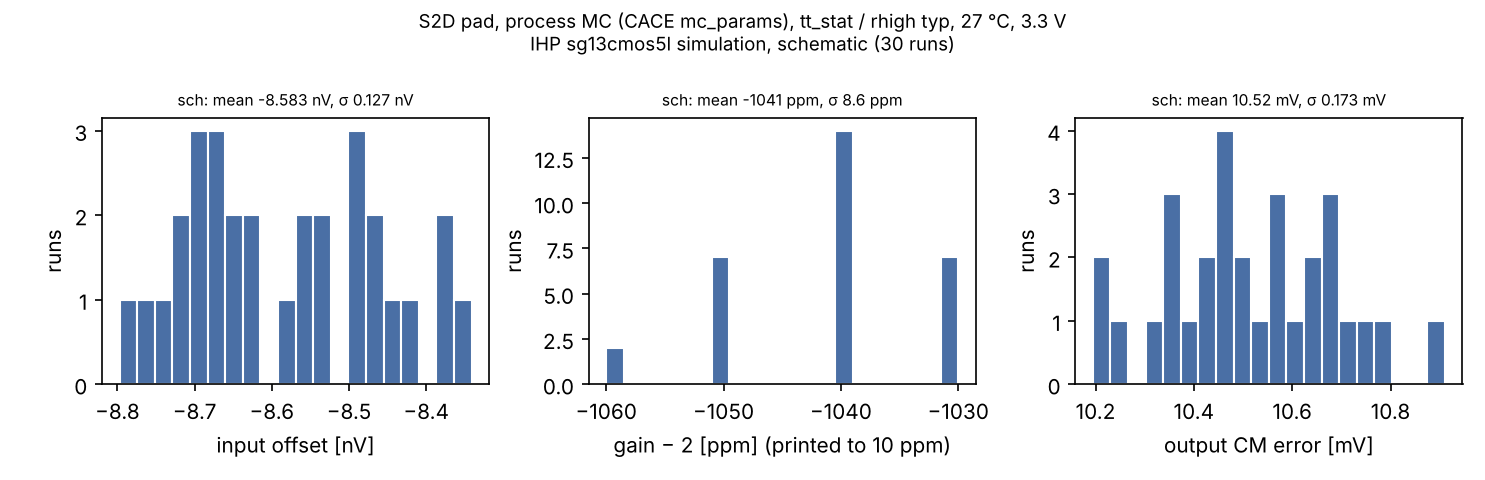 S2D pad, process MC (CACE mc_params), tt_stat / rhigh typ, 27 °C, 3.3 V
IHP sg13cmos5l simulation, schematic (30 runs)
sch: mean -8.583 nV, σ 0.127 nV
runs
3
2
1
0
−8.8 −8.7 −8.6 −8.5 −8.4
input offset [nV]
sch: mean -1041 ppm, σ 8.6 ppm
runs
12.5
10.0
7.5
5.0
2.5
0.0
−1060 −1050 −1040 −1030
gain − 2 [ppm] (printed to 10 ppm)
sch: mean 10.52 mV, σ 0.173 mV
runs
4
3
2
1
0
10.2 10.4 10.6 10.8
output CM error [mV]